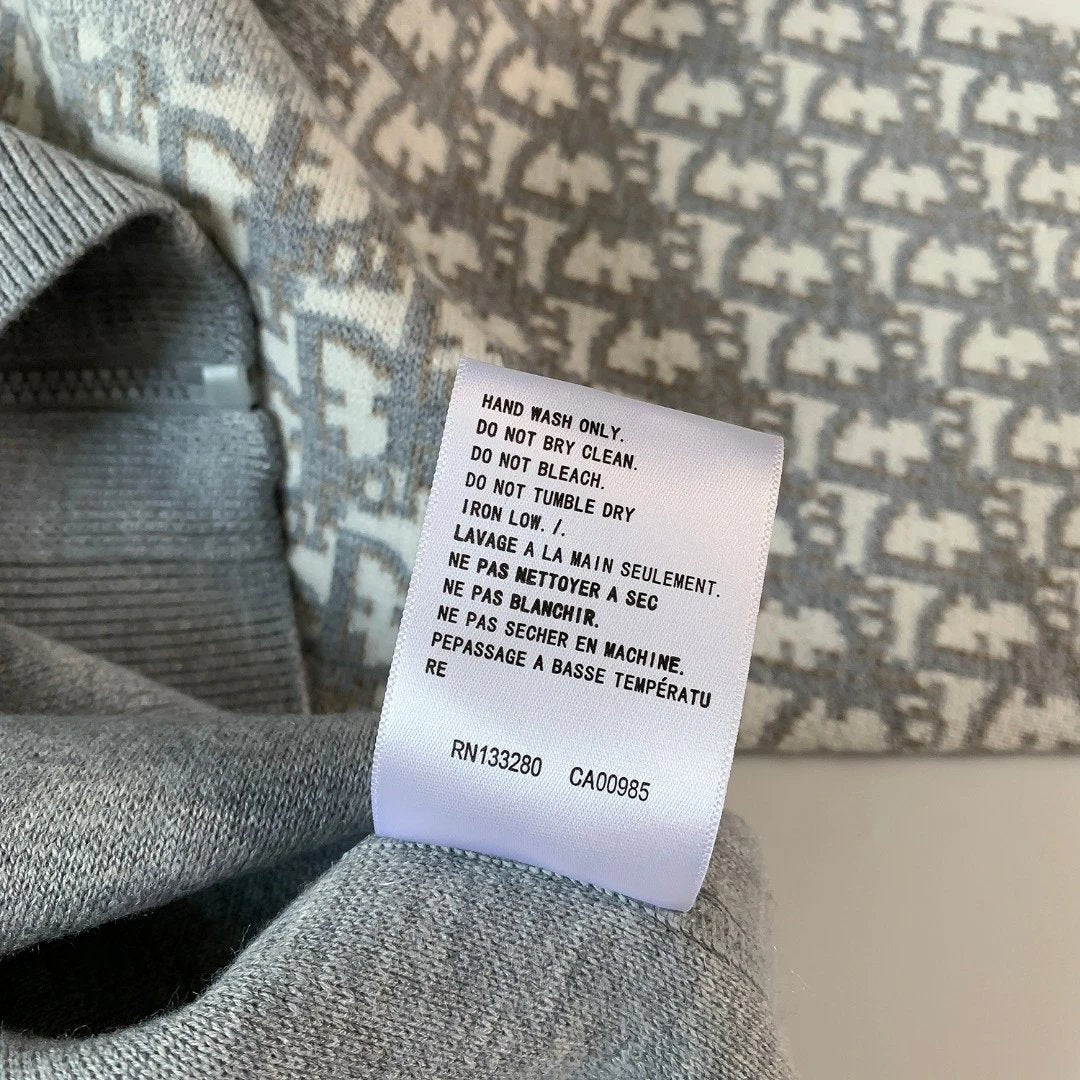 HAND WASH ONLY.
DO NOT BRY CLEAN.
DO NOT BLEACH.
DO NOT TUMBLE DRY
IRON LOW. /.
LAVAGE A LA MAIN SEULEMENT.
NE PAS NETTOYER A SEC
NE PAS BLANCHIR.
NE PAS SECHER EN MACHINE.
PEPASSAGE A BASSE TEMPÉRATU
RE
RN133280 CA00985